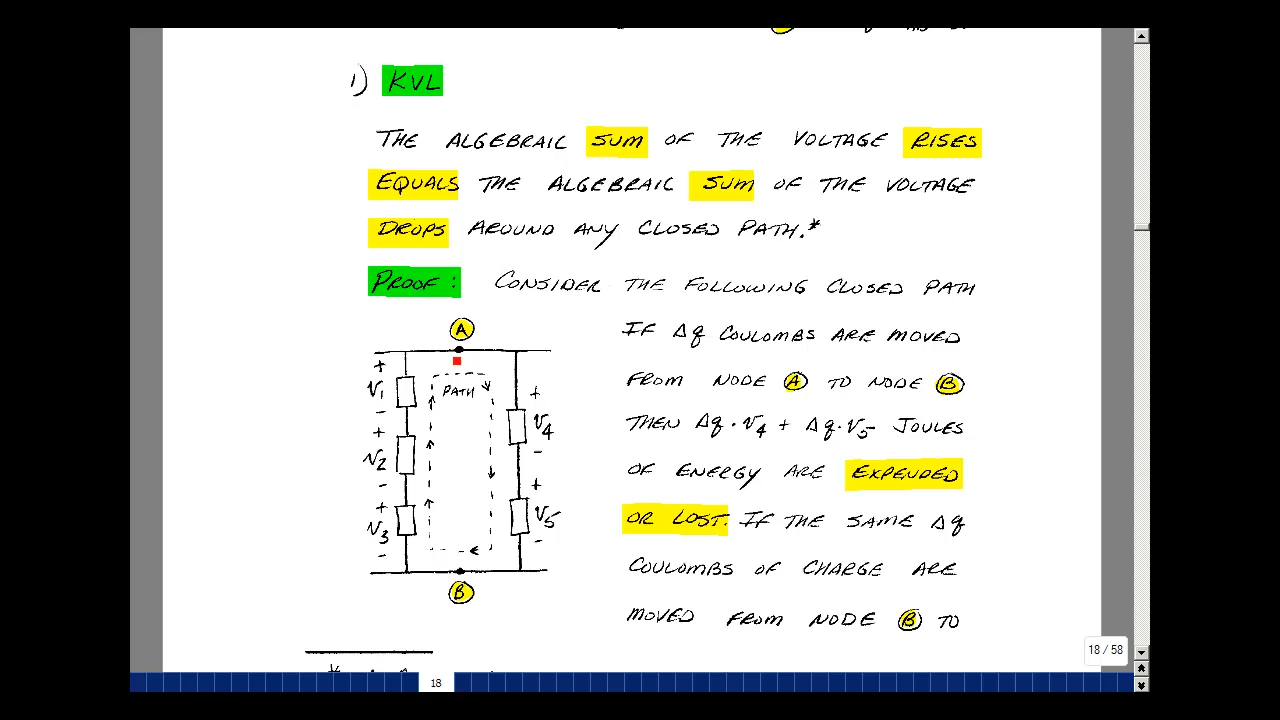 1) KVL
THE ALGEBRAIC SUM OF THE VOLTAGE RISES
EQUALS THE ALGEBRAIC SUM OF THE VOLTAGE
DROPS AROUND ANY CLOSED PATH.*
PROOF: CONSIDER THE FOLLOWING CLOSED PATH
A
+
V1
-
+
V2
-
+
V3
-
PATH
+
V4
-
+
V5
-
B
IF Δq COULOMBS ARE MOVED
FROM NODE A TO NODE B
THEN Δq · V4 + Δq · V5 JOULES
OF ENERGY ARE EXPENDED
OR LOST. IF THE SAME Δq
COULOMBS OF CHARGE ARE
MOVED FROM NODE B TO
18 / 58
18